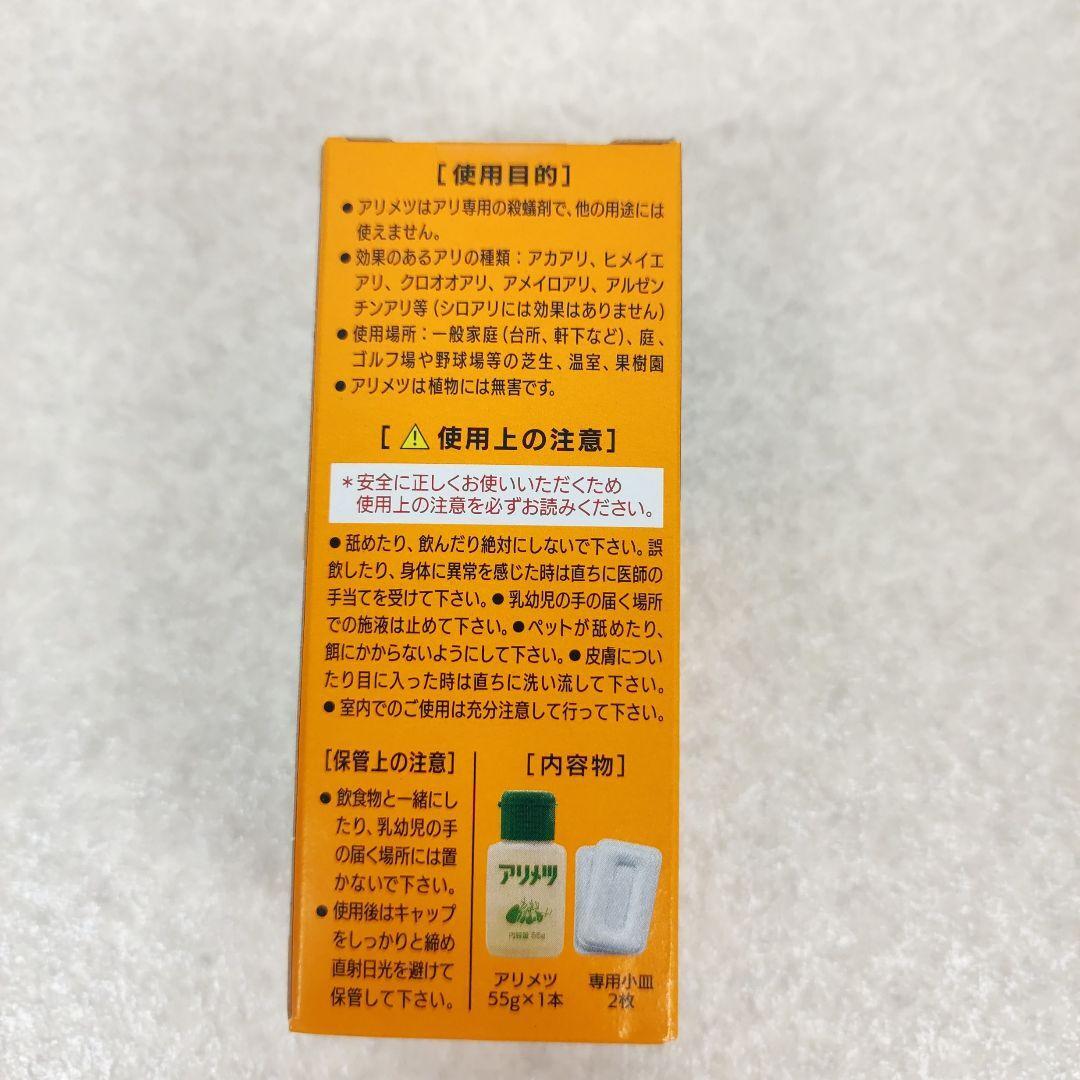 [使用目的]
●アリメツはアリ専用の殺蟻剤で、他の用途には
使えません。
●効果のあるアリの種類：アカアリ、ヒメイエ
アリ、クロオオアリ、アメイロアリ、アルゼン
チンアリ等（シロアリには効果はありません）
●使用場所：一般家庭（台所、軒下など）、庭、
ゴルフ場や野球場等の芝生、温室、果樹園
●アリメツは植物には無害です。
[⚠使用上の注意]
＊安全に正しくお使いいただくため
使用上の注意を必ずお読みください。
●舐めたり、飲んだり絶対にしないで下さい。誤
飲したり、身体に異常を感じた時は直ちに医師の
手当てを受けて下さい。●乳幼児の手の届く場所
での施液は止めて下さい。●ペットが舐めたり、
餌にかからないようにして下さい。●皮膚につい
たり目に入った時は直ちに洗い流して下さい。
●室内でのご使用は充分注意して行って下さい。
[保管上の注意]
●飲食物と一緒にし
たり、乳幼児の手
の届く場所には置
かないで下さい。
●使用後はキャップ
をしっかりと締め
直射日光を避けて
保管して下さい。
[内容物]
アリメツ
内容量 55g
アリメツ
55g×1本
専用小皿
2枚